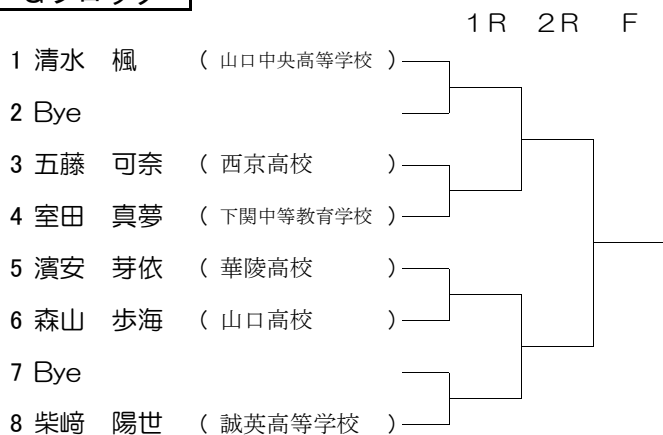 1R 2R F
1 清水 楓 ( 山口中央高等学校 )
2 Bye
3 五藤 可奈 ( 西京高校 )
4 室田 真夢 ( 下関中等教育学校 )
5 濱安 芽依 ( 華陵高校 )
6 森山 歩海 ( 山口高校 )
7 Bye
8 柴﨑 陽世 ( 誠英高等学校 )